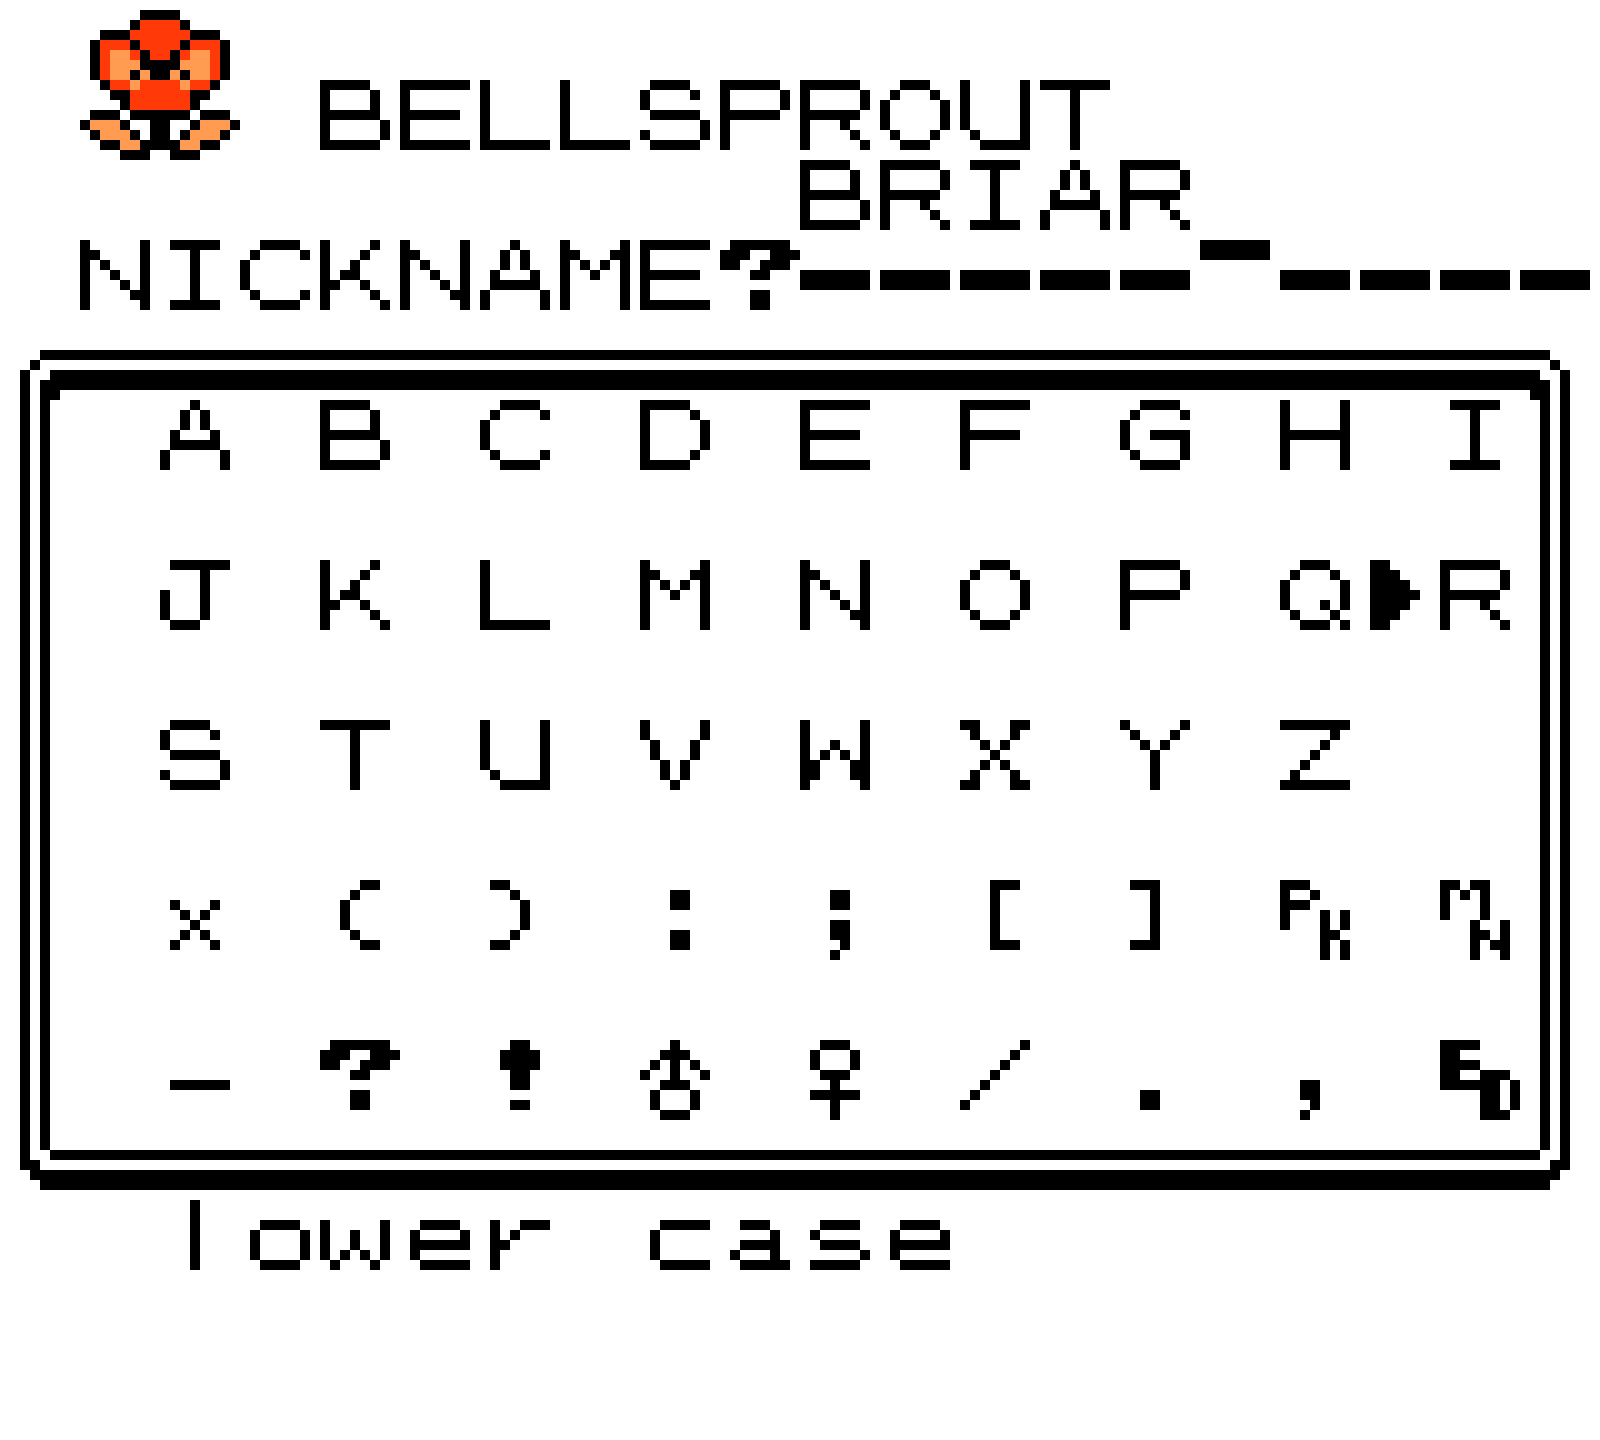 BELLSPROUT
BRIAR
NICKNAME?
A B C D E F G H I
J K L M N O P Q ▶R
S T U V W X Y Z
× ( ) : ; [ ] PK MN
- ? ! ♂ ♀ / . , ED
lower case